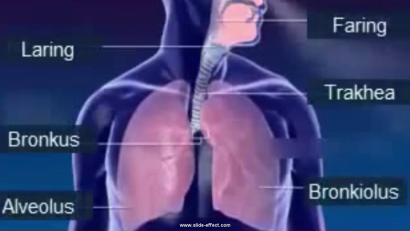 Faring
Laring
Trakhea
Bronkus
Bronkiolus
Alveolus
www.slide-effect.com